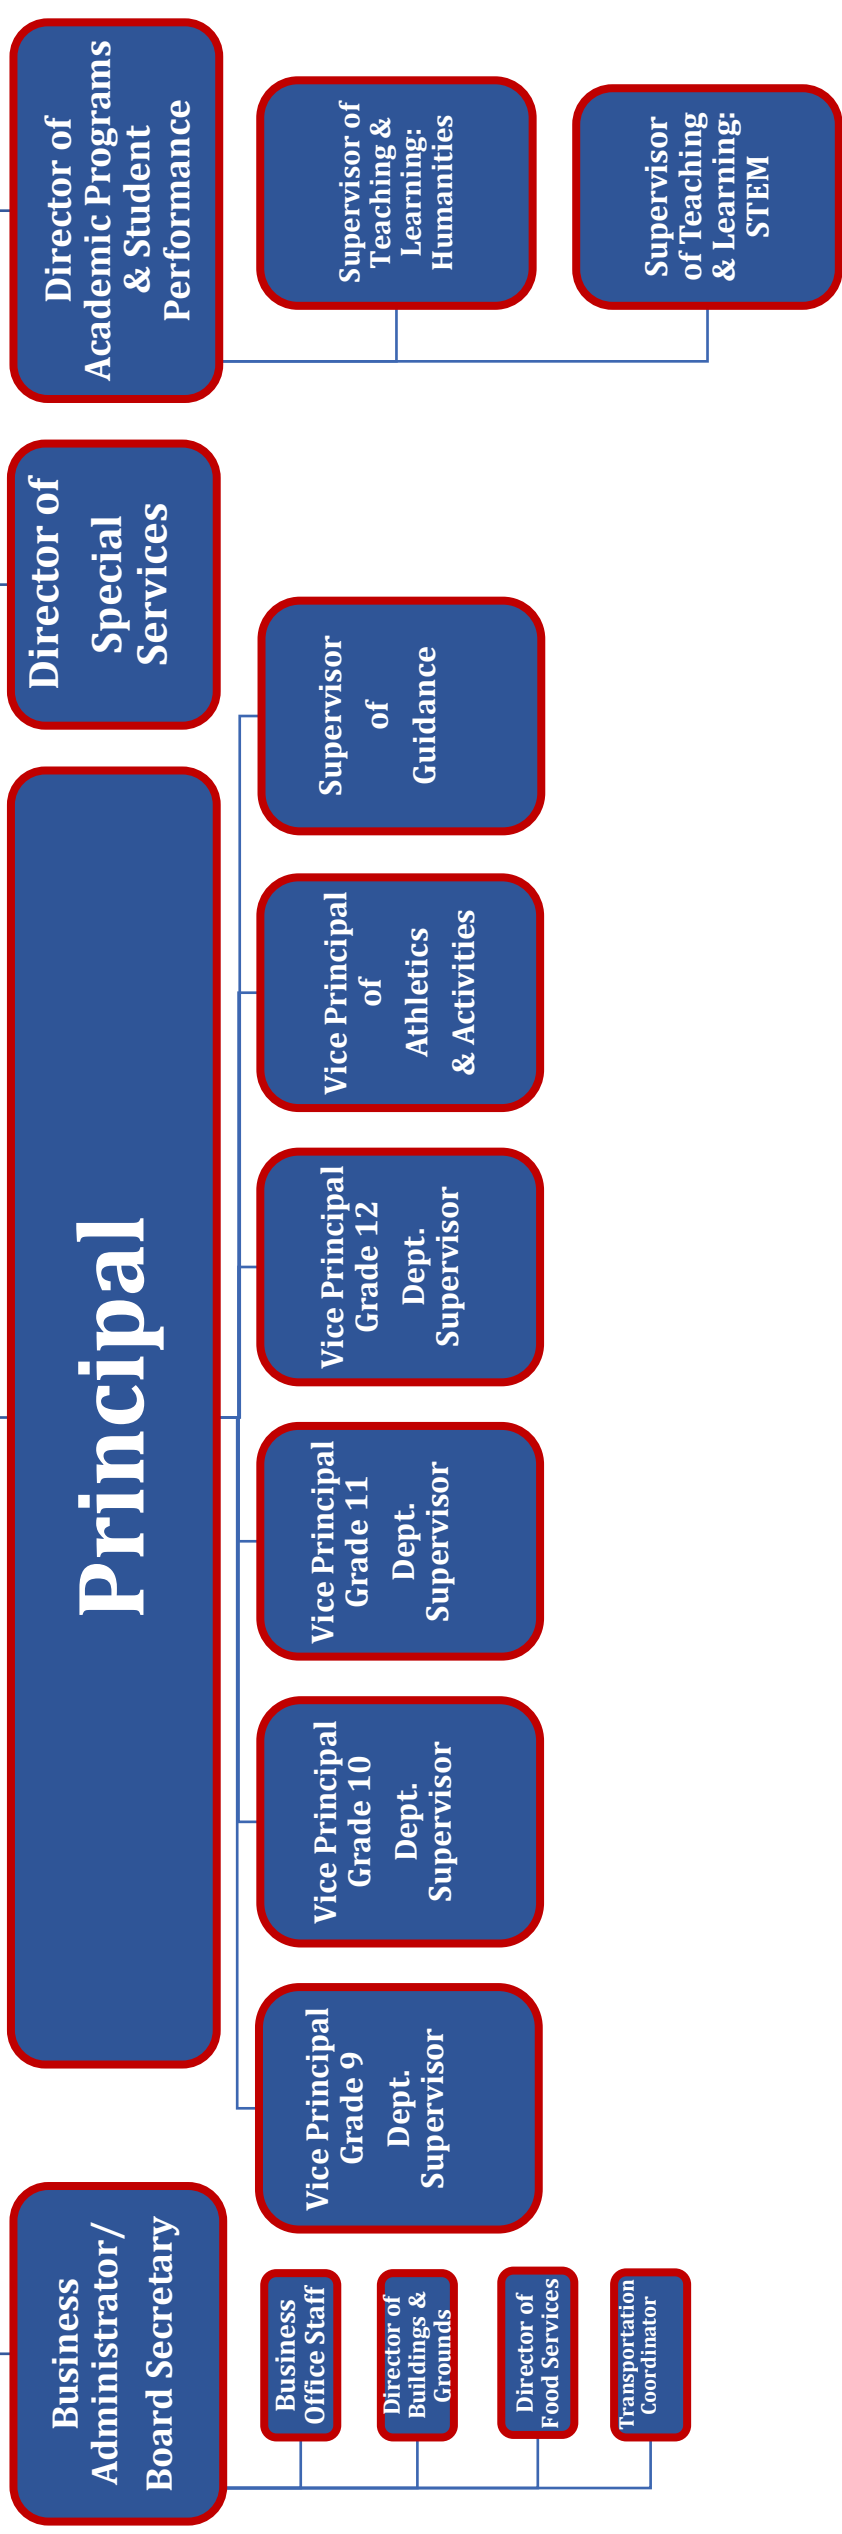 Business
Administrator/
Board Secretary
Principal
Director of
Special
Services
Director of
Academic Programs
& Student
Performance
Business
Office Staff
Director of
Buildings &
Grounds
Director of
Food Services
Transportation
Coordinator
Vice Principal
Grade 9
Dept.
Supervisor
Vice Principal
Grade 10
Dept.
Supervisor
Vice Principal
Grade 11
Dept.
Supervisor
Vice Principal
Grade 12
Dept.
Supervisor
Vice Principal
of
Athletics
& Activities
Supervisor
of
Guidance
Supervisor of
Teaching &
Learning:
Humanities
Supervisor
of Teaching
& Learning:
STEM